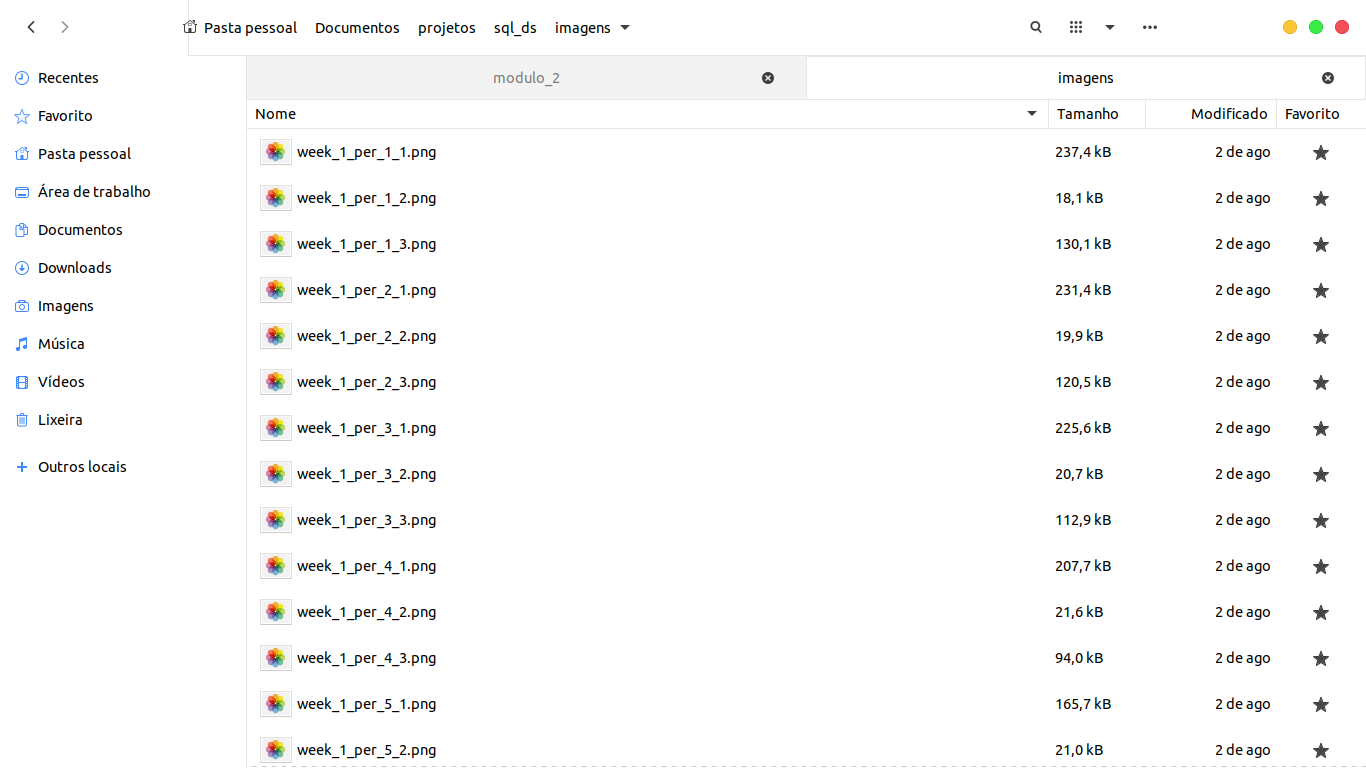 Pasta pessoal Documentos projetos sql_ds imagens
Recentes
Favorito
Pasta pessoal
Área de trabalho
Documentos
Downloads
Imagens
Música
Vídeos
Lixeira
Outros locais
modulo_2 imagens
Nome Tamanho Modificado Favorito
week_1_per_1_1.png 237,4 kB 2 de ago
week_1_per_1_2.png 18,1 kB 2 de ago
week_1_per_1_3.png 130,1 kB 2 de ago
week_1_per_2_1.png 231,4 kB 2 de ago
week_1_per_2_2.png 19,9 kB 2 de ago
week_1_per_2_3.png 120,5 kB 2 de ago
week_1_per_3_1.png 225,6 kB 2 de ago
week_1_per_3_2.png 20,7 kB 2 de ago
week_1_per_3_3.png 112,9 kB 2 de ago
week_1_per_4_1.png 207,7 kB 2 de ago
week_1_per_4_2.png 21,6 kB 2 de ago
week_1_per_4_3.png 94,0 kB 2 de ago
week_1_per_5_1.png 165,7 kB 2 de ago
week_1_per_5_2.png 21,0 kB 2 de ago